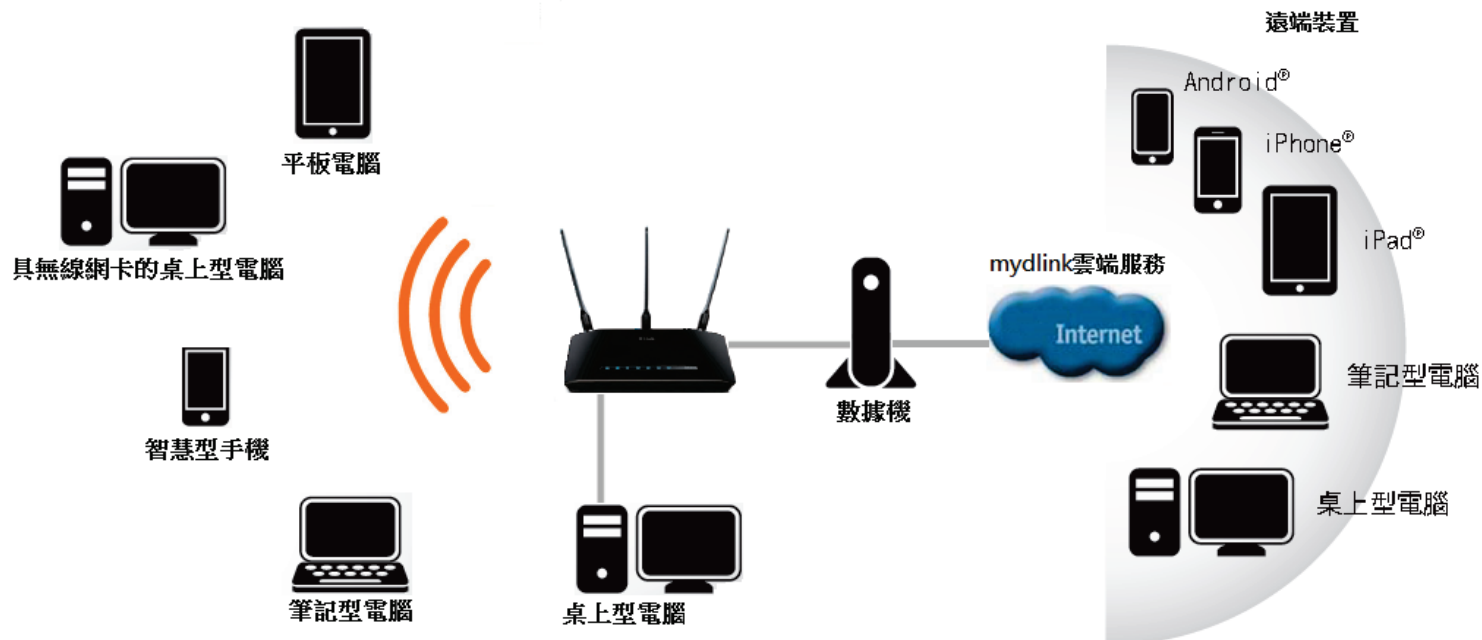 遠端裝置
Android®
iPhone®
平板電腦
iPad®
具無線網卡的桌上型電腦
mydlink雲端服務
Internet
筆記型電腦
數據機
智慧型手機
桌上型電腦
筆記型電腦
桌上型電腦